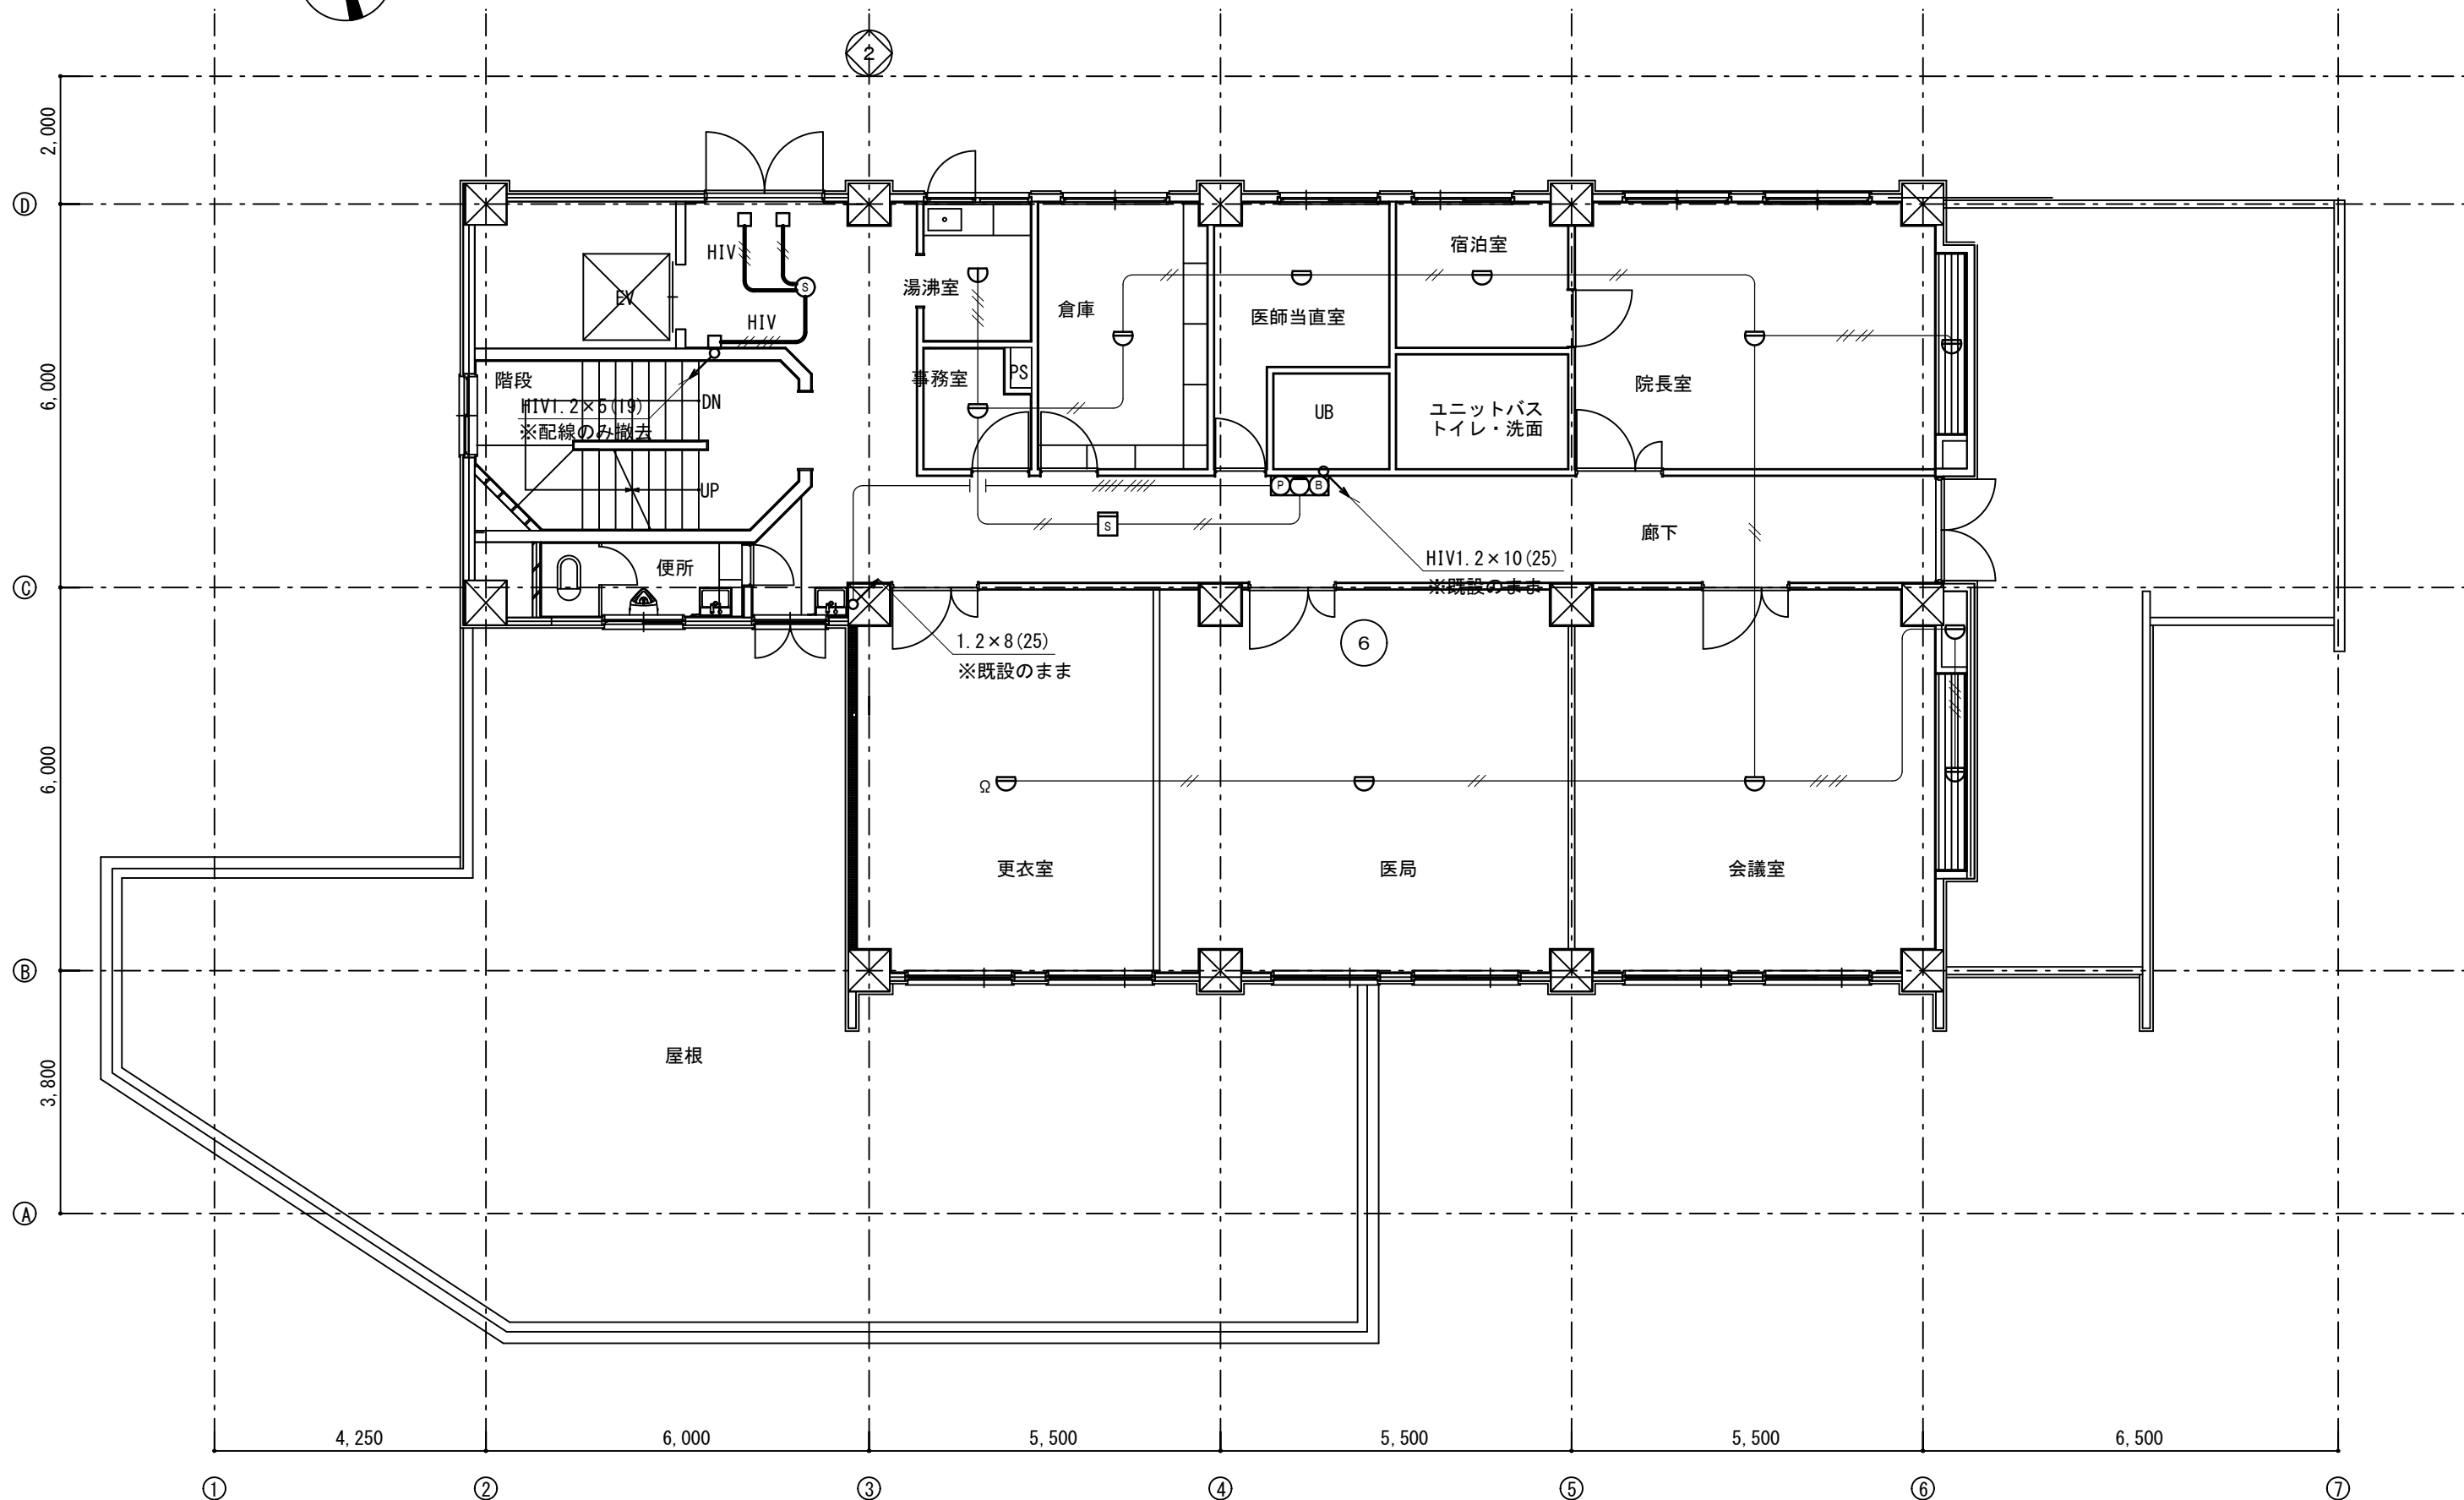 2
2,000
D
HIV
宿泊室
S
湯沸室
EV
倉庫
医師当直室
HIV
6,000
階段
事務室
PS
院長室
DN
HIV1.2×5(19)
※配線のみ撤去
UB
ユニットバス
トイレ・洗面
UP
P
B
S
廊下
便所
HIV1.2×10(25)
※既設のまま
C
1.2×8(25)
※既設のまま
6
6,000
Ω
更衣室
医局
会議室
B
屋根
3,800
A
4,250
6,000
5,500
5,500
5,500
6,500
1
2
3
4
5
6
7